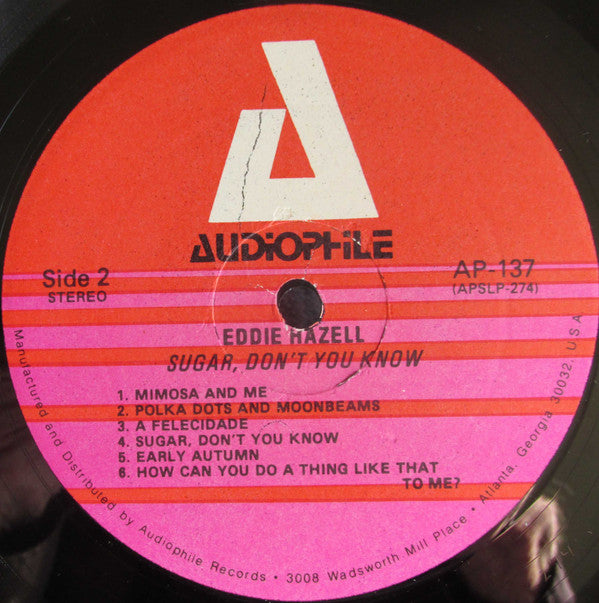 AUDIOPHILE
Side 2
STEREO
AP-137
(APSLP-274)
EDDIE HAZELL
SUGAR, DON'T YOU KNOW
1. MIMOSA AND ME
2. POLKA DOTS AND MOONBEAMS
3. A FELECIDADE
4. SUGAR, DON'T YOU KNOW
5. EARLY AUTUMN
6. HOW CAN YOU DO A THING LIKE THAT
TO ME?
Manufactured and Distributed by Audiophile Records • 3008 Wadsworth Mill Place • Atlanta, Georgia 30032, USA